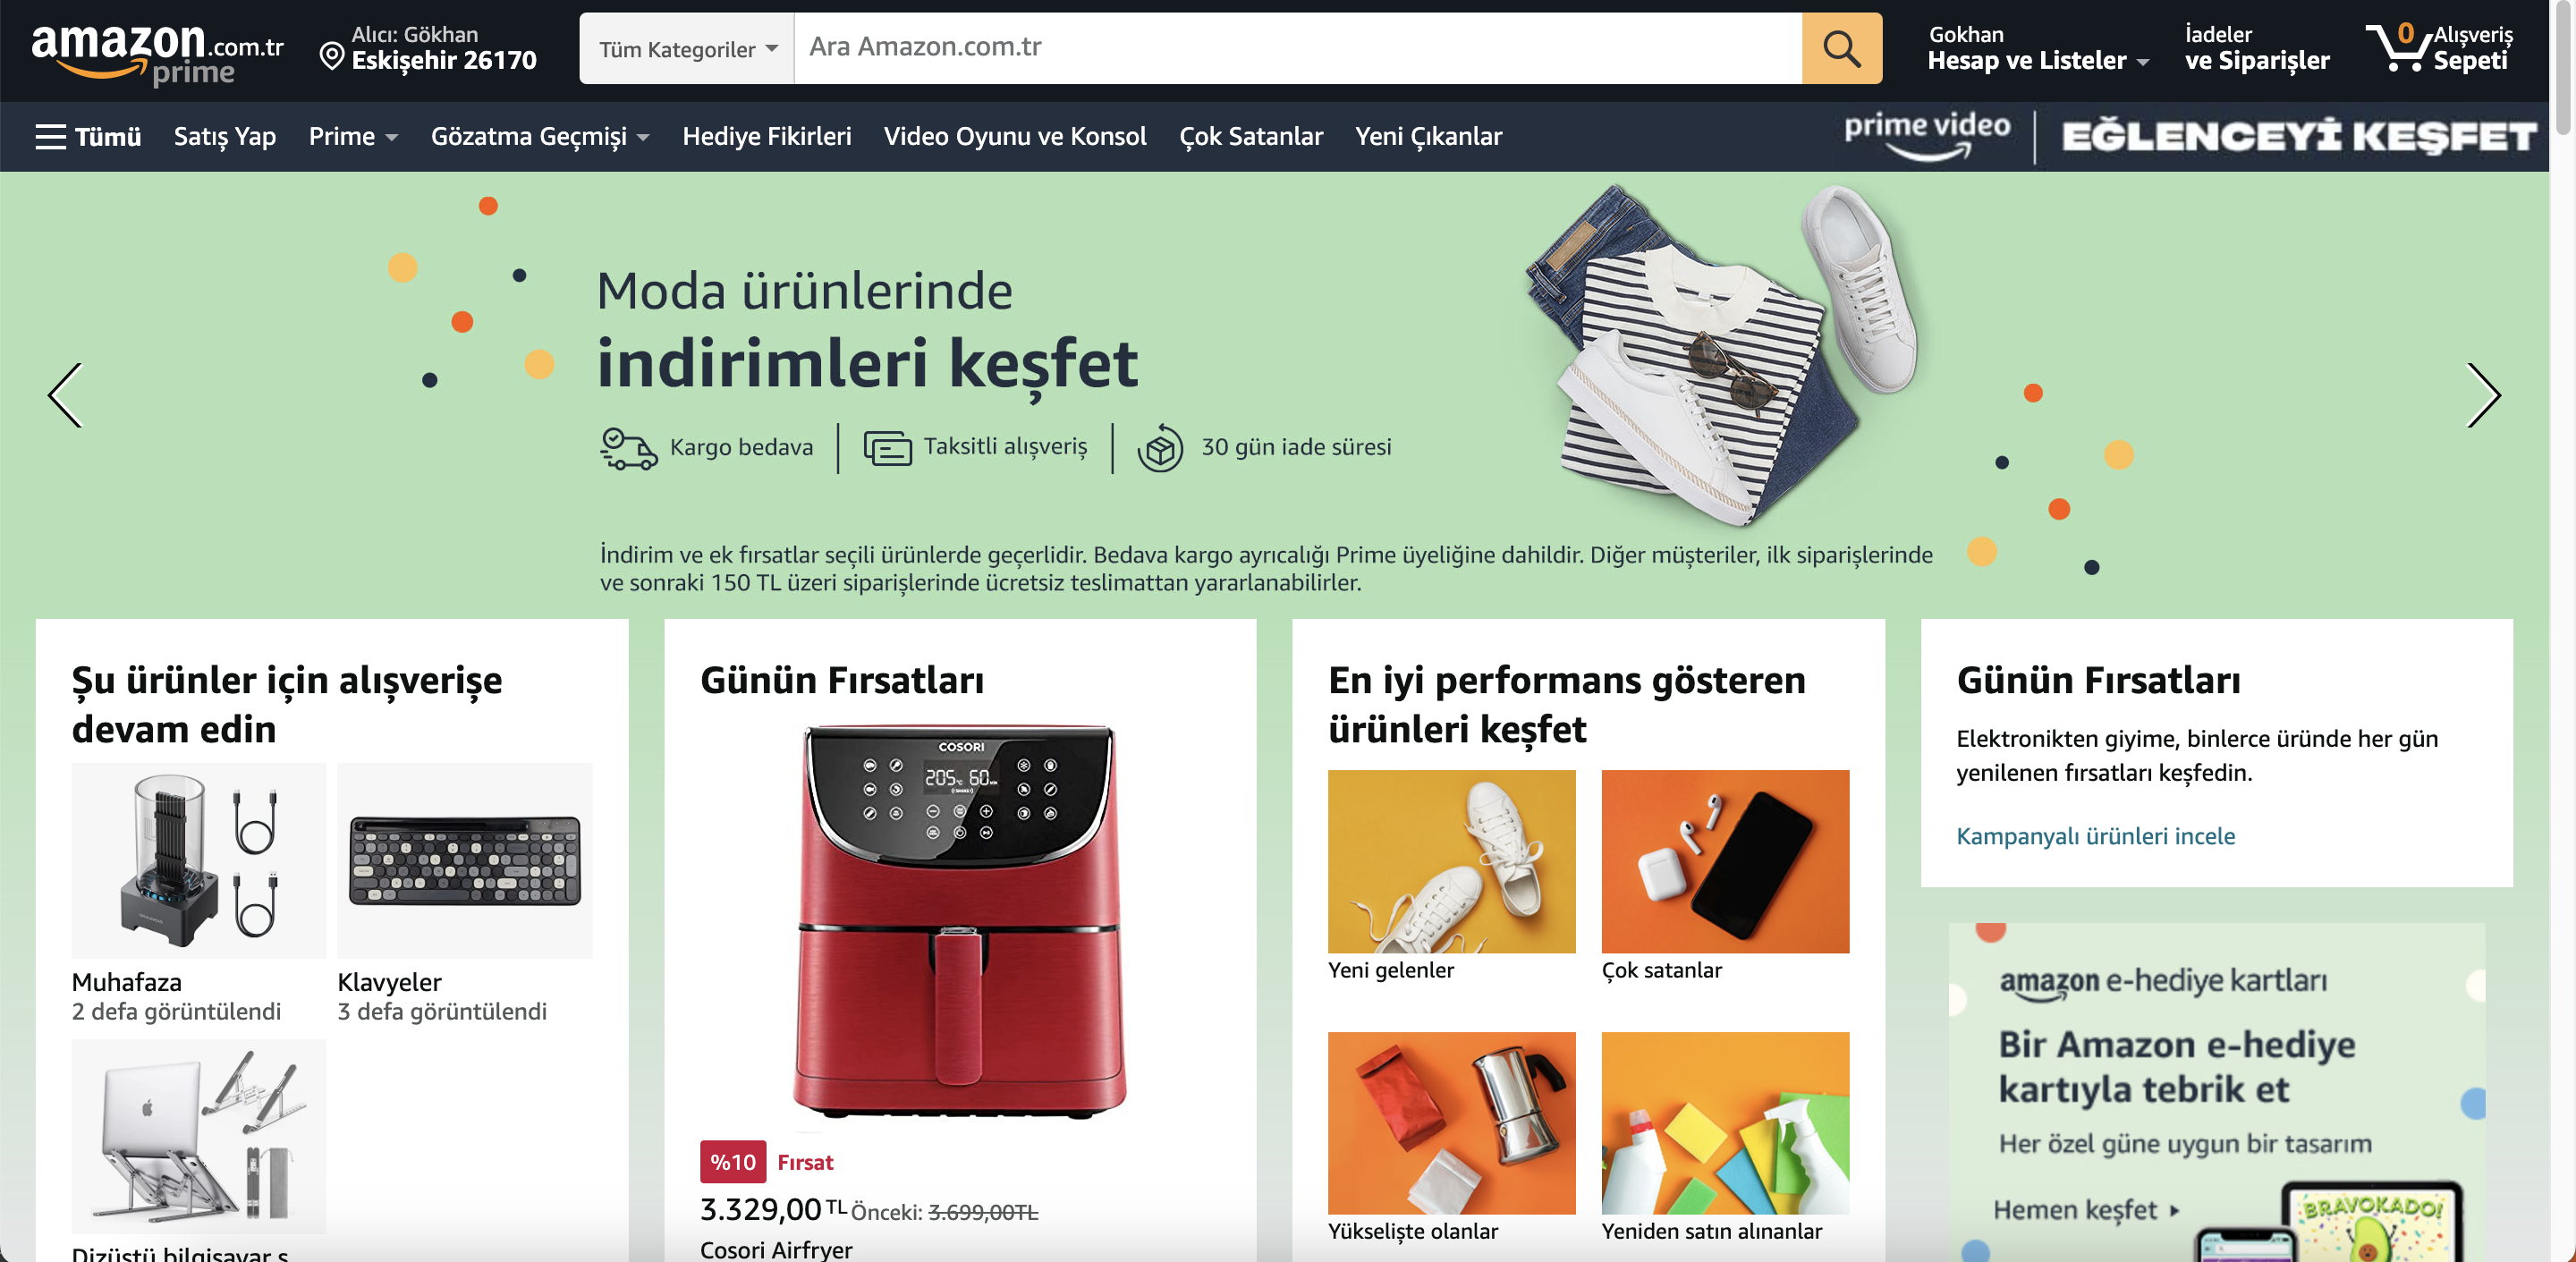 amazon.com.tr
prime
Alıcı: Gökhan
Eskişehir 26170
Tüm Kategoriler
Ara Amazon.com.tr
Gokhan
Hesap ve Listeler
İadeler
ve Siparişler
0
Alışveriş
Sepeti
Tümü
Satış Yap
Prime
Gözatma Geçmişi
Hediye Fikirleri
Video Oyunu ve Konsol
Çok Satanlar
Yeni Çıkanlar
prime video
EĞLENCEYİ KEŞFET
Moda ürünlerinde
indirimleri keşfet
Kargo bedava
Taksitli alışveriş
30 gün iade süresi
İndirim ve ek fırsatlar seçili ürünlerde geçerlidir. Bedava kargo ayrıcalığı Prime üyeliğine dahildir. Diğer müşteriler, ilk siparişlerinde
ve sonraki 150 TL üzeri siparişlerinde ücretsiz teslimattan yararlanabilirler.
Şu ürünler için alışverişe
devam edin
Muhafaza
2 defa görüntülendi
Klavyeler
3 defa görüntülendi
Dizüstü bilgisayar s
Günün Fırsatları
COSORI
205°C 60
%10
Fırsat
3.329,00 TL Önceki: 3.699,00TL
Cosori Airfryer
En iyi performans gösteren
ürünleri keşfet
Yeni gelenler
Çok satanlar
Yükselişte olanlar
Yeniden satın alınanlar
Günün Fırsatları
Elektronikten giyime, binlerce üründe her gün
yenilenen fırsatları keşfedin.
Kampanyalı ürünleri incele
amazon e-hediye kartları
Bir Amazon e-hediye
kartıyla tebrik et
Her özel güne uygun bir tasarım
Hemen keşfet
BRAVOKADO!